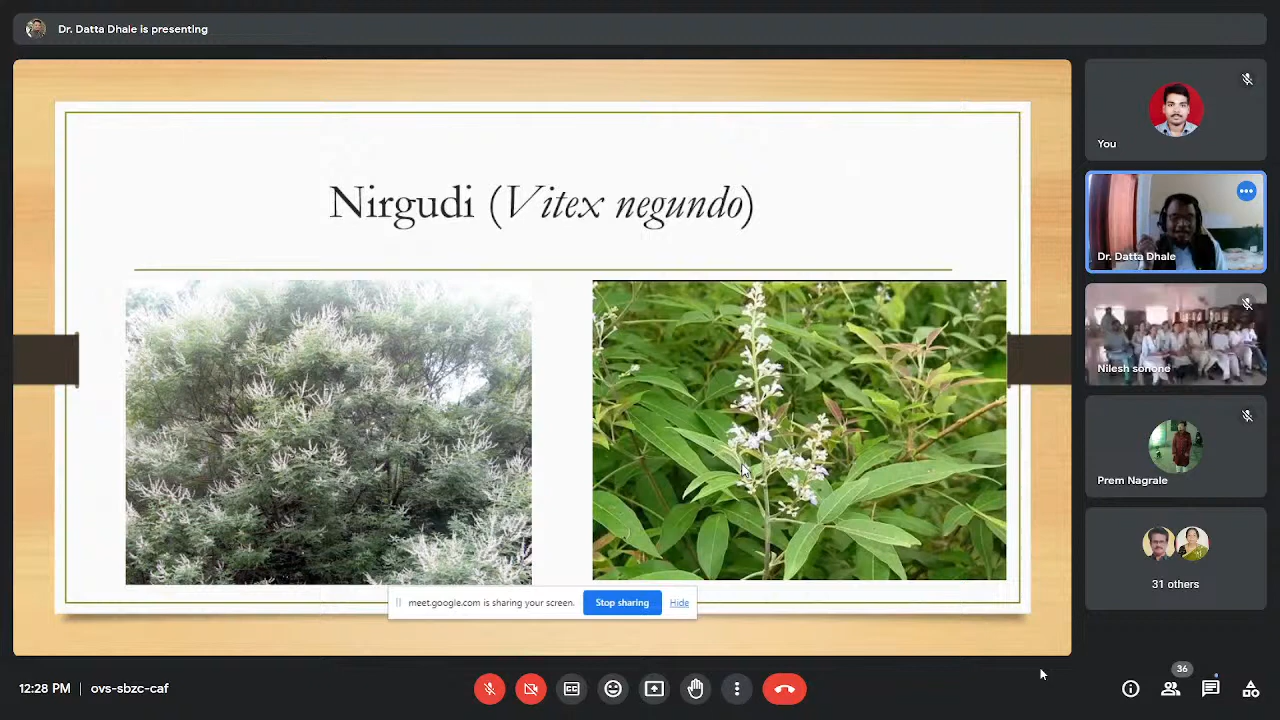 Dr. Datta Dhale is presenting
Nirgudi (Vitex negundo)
meet.google.com is sharing your screen.
Stop sharing
Hide
You
Dr. Datta Dhale
Nilesh sonone
Prem Nagrale
31 others
12:28 PM | ovs-sbzc-caf
36